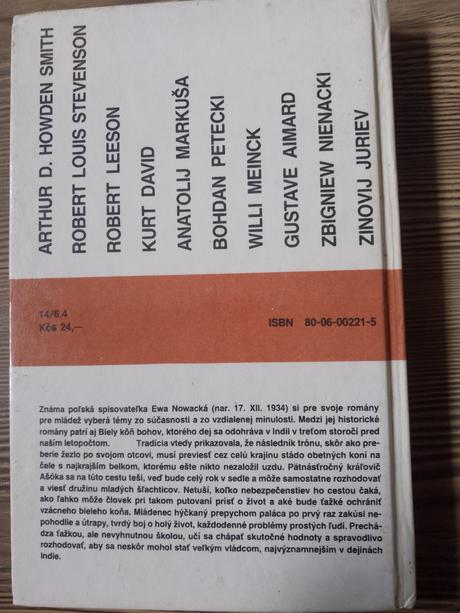 ARTHUR D. HOWDEN SMITH
ROBERT LOUIS STEVENSON
ROBERT LEESON
KURT DAVID
ANATOLIJ MARKUŠA
BOHDAN PETECKI
WILLI MEINCK
GUSTAVE AIMARD
ZBIGNIEW NIENACKI
ZINOVIJ JURIEV
14/6.4
Kčs 24,—
ISBN 80-06-00221-5
Známa poľská spisovateľka Ewa Nowacká (nar. 17. XII. 1934) si pre svoje romány
pre mládež vyberá témy zo súčasnosti a zo vzdialenej minulosti. Medzi jej historické
romány patrí aj Biely kôň bohov, ktorého dej sa odohráva v Indii v treťom storočí pred
naším letopočtom. Tradícia vtedy prikazovala, že následník trónu, skôr ako pre-
berie žezlo po svojom otcovi, musí previesť cez celú krajinu stádo obetných koní na
čele s najkrajším belkom, ktorému ešte nikto nezaložil uzdu. Pätnásťročný kráľovič
Ašóka sa na túto cestu teší, veď bude celý rok v sedle a môže samostatne rozhodovať
a viesť družinu mladých šľachticov. Netuší, koľko nebezpečenstiev ho cestou čaká,
ako ľahko môže človek pri takom putovaní prísť o život a aké bude ťažké ochrániť
vzácneho bieleho koňa. Mládenec hýčkaný prepychom paláca po prvý raz zakúsi ne-
pohodlie a útrapy, tvrdý boj o holý život, každodenné problémy prostých ľudí. Prechá-
dza ťažkou, ale nevyhnutnou školou, učí sa chápať skutočné hodnoty a spravodlivo
rozhodovať, aby sa neskôr mohol stať veľkým vládcom, najvýznamnejším v dejinách
Indie.